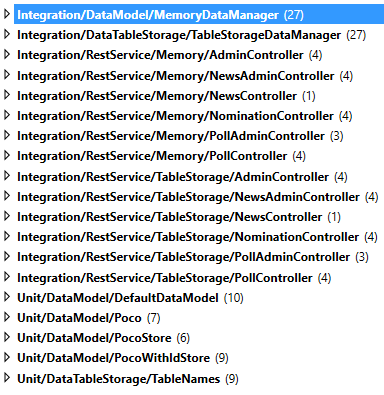 Integration/DataModel/MemoryDataManager (27)
Integration/DataTableStorage/TableStorageDataManager (27)
Integration/RestService/Memory/AdminController (4)
Integration/RestService/Memory/NewsAdminController (4)
Integration/RestService/Memory/NewsController (1)
Integration/RestService/Memory/NominationController (4)
Integration/RestService/Memory/PollAdminController (3)
Integration/RestService/Memory/PollController (4)
Integration/RestService/TableStorage/AdminController (4)
Integration/RestService/TableStorage/NewsAdminController (4)
Integration/RestService/TableStorage/NewsController (1)
Integration/RestService/TableStorage/NominationController (4)
Integration/RestService/TableStorage/PollAdminController (3)
Integration/RestService/TableStorage/PollController (4)
Unit/DataModel/DefaultDataModel (10)
Unit/DataModel/Poco (7)
Unit/DataModel/PocoStore (6)
Unit/DataModel/PocoWithIdStore (9)
Unit/DataTableStorage/TableNames (9)